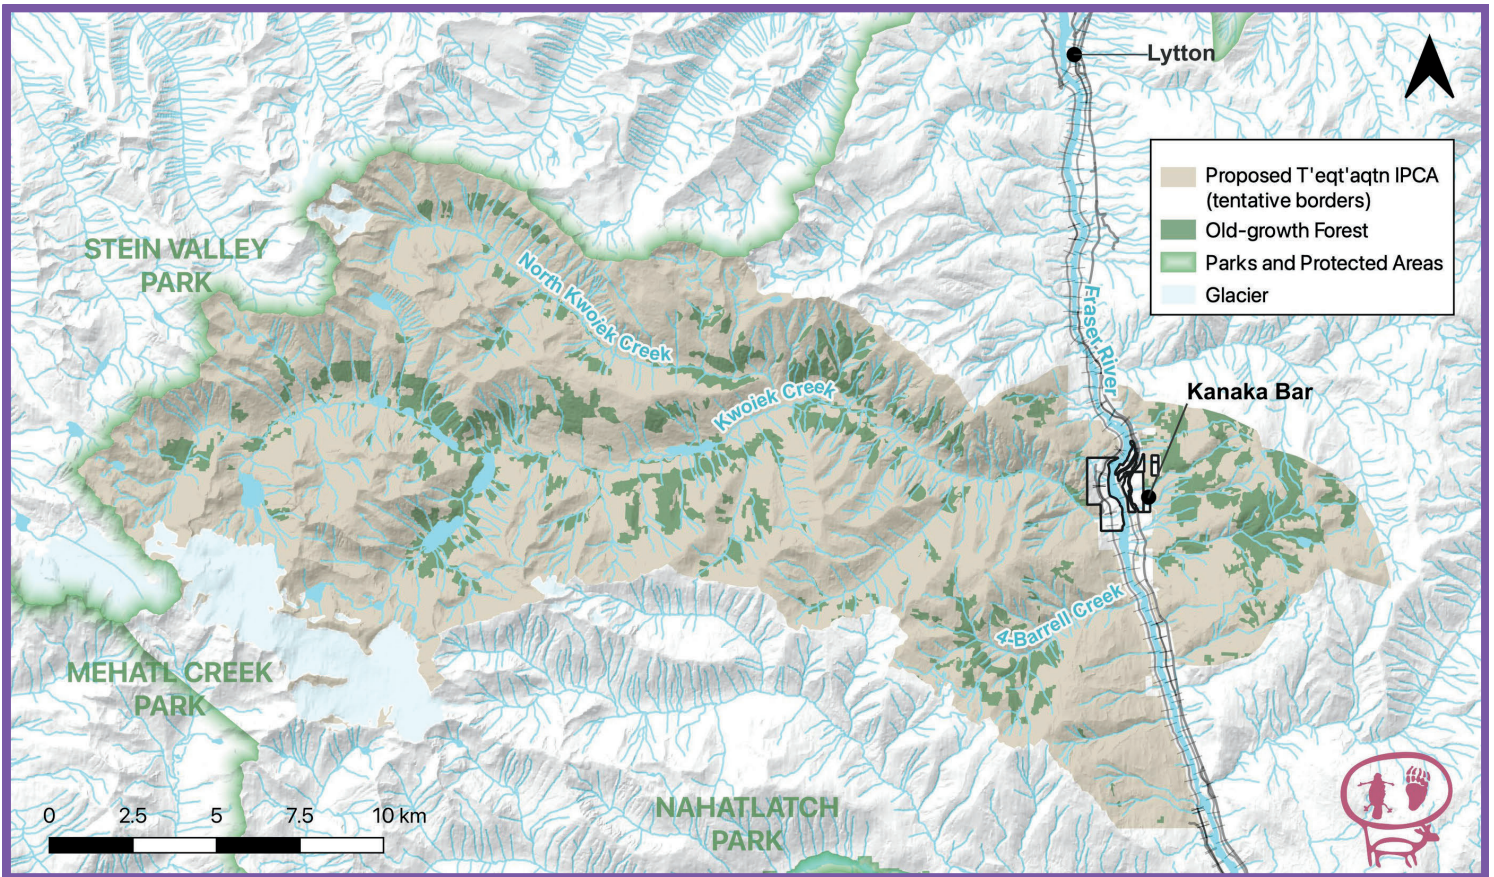 Lytton
Proposed T'eqt'aqtn IPCA
(tentative borders)
Old-growth Forest
Parks and Protected Areas
Glacier
STEIN VALLEY
PARK
North Kwoiek Creek
Fraser River
Kwoiek Creek
Kanaka Bar
4-Barrell Creek
MEHATL CREEK
PARK
NAHATLATCH
PARK
0 2.5 5 7.5 10 km